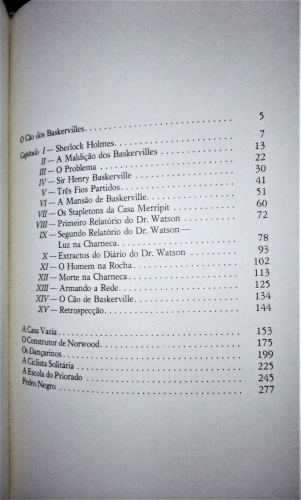 O Cão dos Baskervilles. . . . . . . . . . . . . . . . . . . . . . . . . 5
Capítulo I — Sherlock Holmes. . . . . . . . . . . . . . . . . . . . 7
II — A Maldição dos Baskervilles . . . . . . . . . . . 13
III — O Problema . . . . . . . . . . . . . . . . . . . . . . . 22
IV — Sir Henry Baskerville . . . . . . . . . . . . . . . . 30
V — Três Fios Partidos. . . . . . . . . . . . . . . . . . . 41
VI — A Mansão de Baskerville. . . . . . . . . . . . . . 51
VII — Os Stapletons da Casa Merripit . . . . . . . . 60
VIII — Primeiro Relatório do Dr. Watson . . . . . . 72
IX — Segundo Relatório do Dr. Watson —
Luz na Charneca. . . . . . . . . . . . . . . . . . . . 78
X — Extractos do Diário do Dr. Watson . . . . . . 93
XI — O Homem na Rocha . . . . . . . . . . . . . . . . . 102
XII — Morte na Charneca . . . . . . . . . . . . . . . . . 113
XIII — Armando a Rede. . . . . . . . . . . . . . . . . . . 125
XIV — O Cão de Baskerville . . . . . . . . . . . . . . . . 134
XV — Retrospecção. . . . . . . . . . . . . . . . . . . . . . 144
A Casa Vazia . . . . . . . . . . . . . . . . . . . . . . . . . . . . . 153
O Construtor de Norwood. . . . . . . . . . . . . . . . . . . . 175
Os Dançarinos . . . . . . . . . . . . . . . . . . . . . . . . . . . . 199
A Ciclista Solitária . . . . . . . . . . . . . . . . . . . . . . . . . 225
A Escola do Priorado . . . . . . . . . . . . . . . . . . . . . . . 245
Pedro Negro . . . . . . . . . . . . . . . . . . . . . . . . . . . . . 277